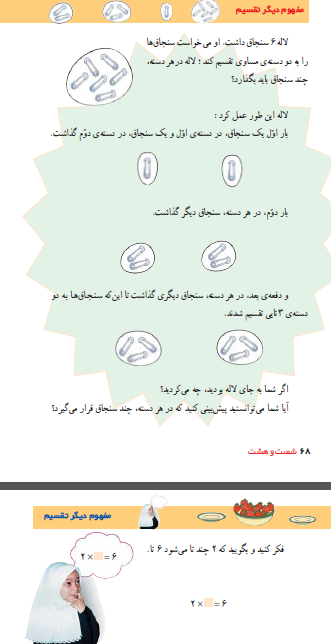 مفهوم دیگر تقسیم
لاله ۶ سنجاق داشت. او می‌خواست سنجاق‌ها
را به دو دسته‌ی مساوی تقسیم کند؛ لاله در هر دسته،
چند سنجاق باید بگذارد؟
لاله این طور عمل کرد :
بار اوّل یک سنجاق، در دسته‌ی اوّل و یک سنجاق، در دسته‌ی دوّم گذاشت.
بار دوّم، در هر دسته، سنجاق دیگر گذاشت.
و دفعه‌ی بعد، در هر دسته، سنجاق دیگری گذاشت تا این‌که سنجاق‌ها به دو
دسته‌ی ۳ تایی تقسیم شدند.
اگر شما به جای لاله بودید، چه می‌کردید؟
آیا شما می‌توانستید پیش‌بینی کنید که در هر دسته، چند سنجاق قرار می‌گیرد؟
۶۸ شصت و هشت
مفهوم دیگر تقسیم
فکر کنید و بگویید که ۲ چند تا می‌شود ۶ تا.
۲ × □ = ۶
۲ × □ = ۶